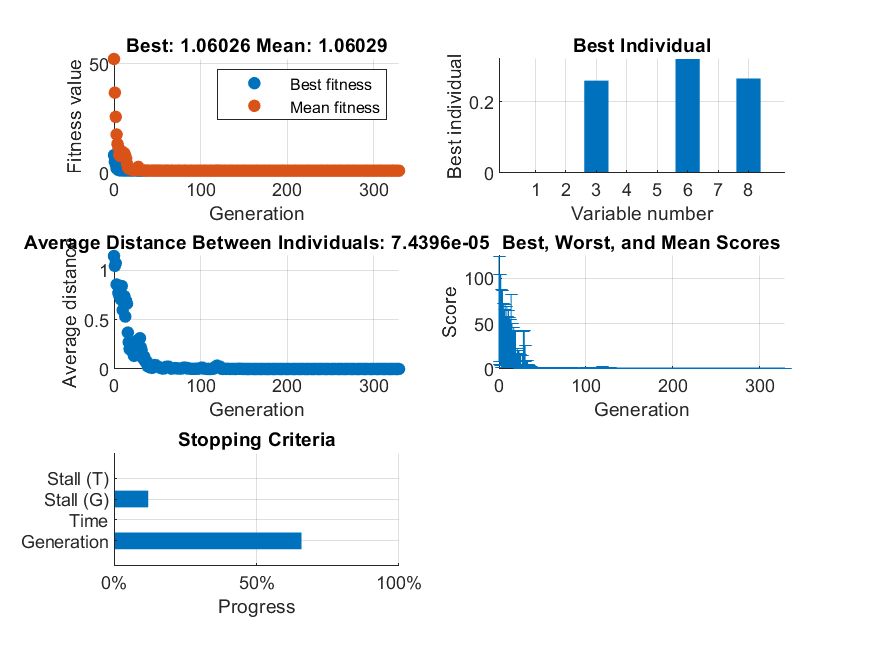 Best: 1.06026 Mean: 1.06029
Fitness value
50
0
Best fitness
Mean fitness
0 100 200 300
Generation
Best Individual
Best individual
0.2
0
1 2 3 4 5 6 7 8
Variable number
Average Distance Between Individuals: 7.4396e-05
Average distance
1
0.5
0
0 100 200 300
Generation
Best, Worst, and Mean Scores
Score
100
50
0
0 100 200 300
Generation
Stopping Criteria
Stall (T)
Stall (G)
Time
Generation
0% 50% 100%
Progress